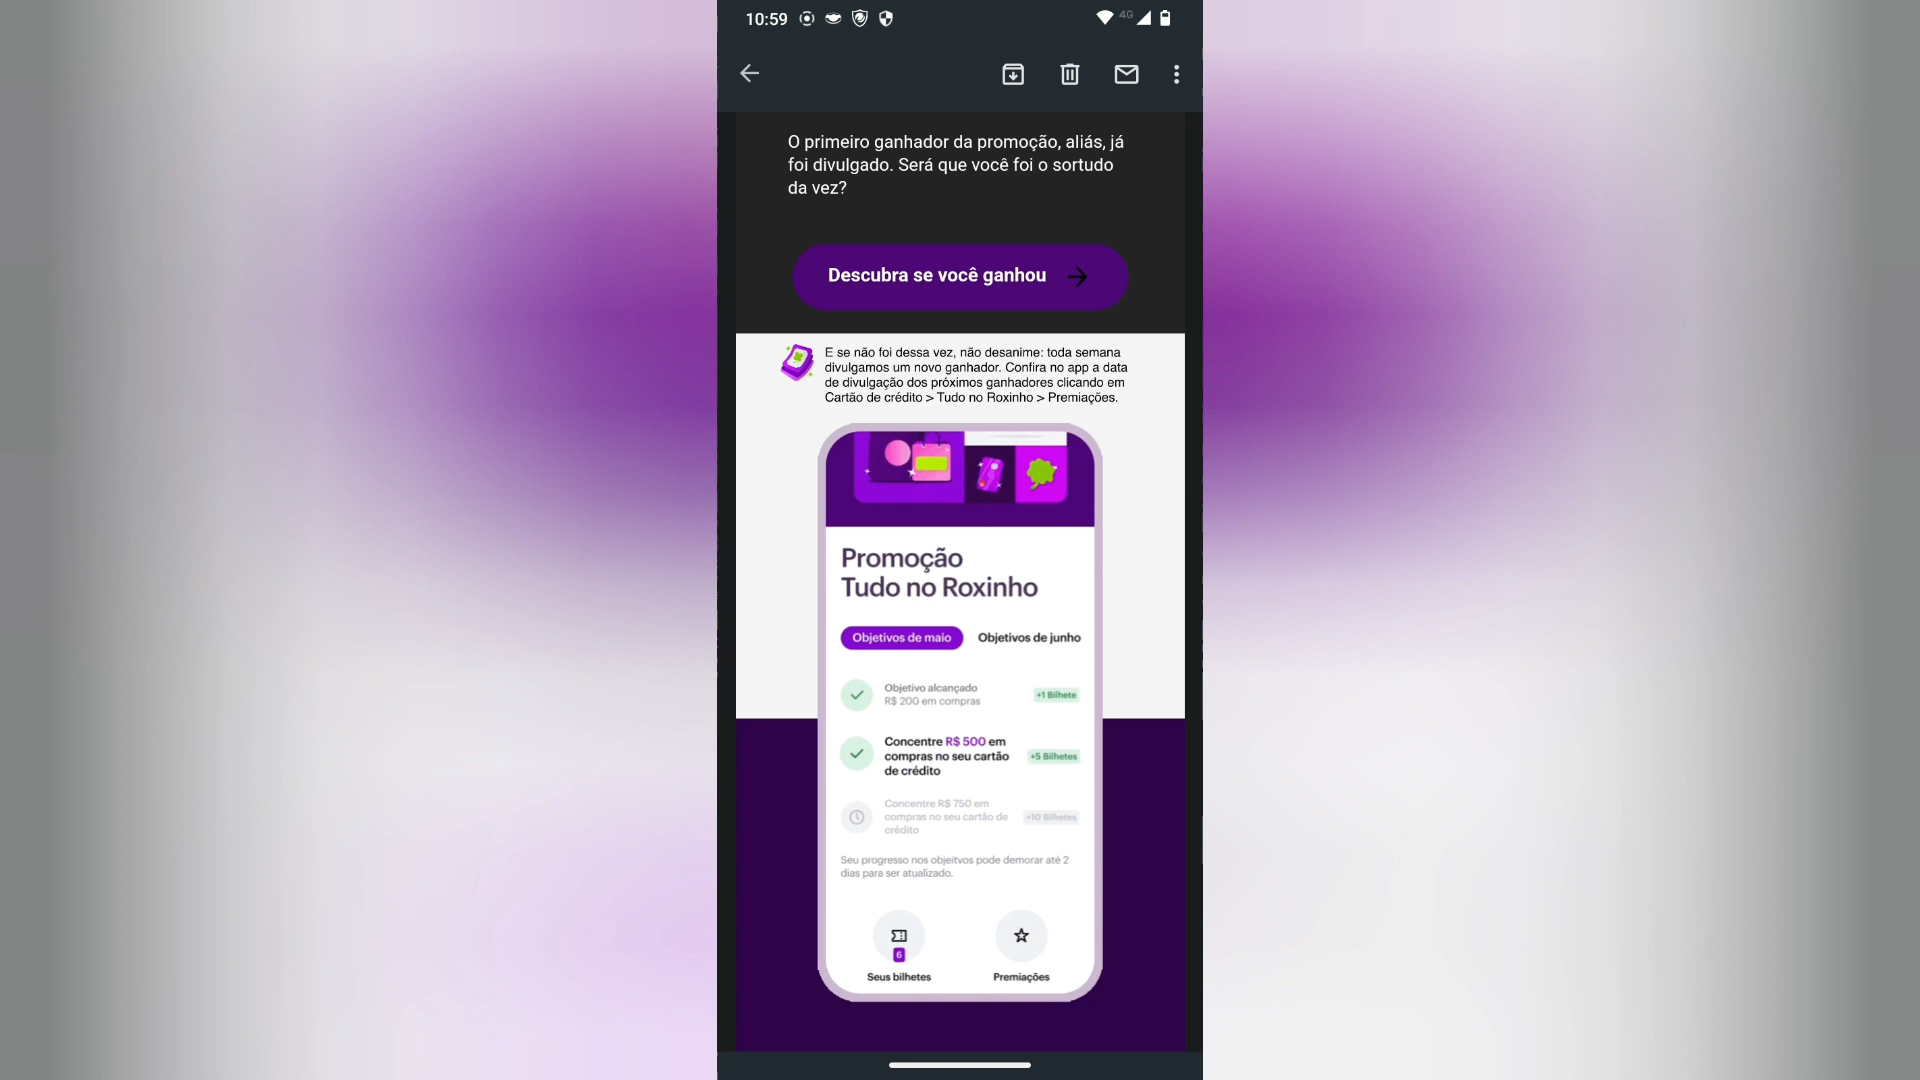 10:59
4G
O primeiro ganhador da promoção, aliás, já
foi divulgado. Será que você foi o sortudo
da vez?
Descubra se você ganhou
E se não foi dessa vez, não desanime: toda semana
divulgamos um novo ganhador. Confira no app a data
de divulgação dos próximos ganhadores clicando em
Cartão de crédito > Tudo no Roxinho > Premiações.
Promoção
Tudo no Roxinho
Objetivos de maio
Objetivos de junho
Objetivo alcançado
R$ 200 em compras
+1 Bilhete
Concentre R$ 500 em
compras no seu cartão
de crédito
+5 Bilhetes
Concentre R$ 750 em
compras no seu cartão de
crédito
+10 Bilhetes
Seu progresso nos objeitvos pode demorar até 2
dias para ser atualizado.
6
Seus bilhetes
Premiações